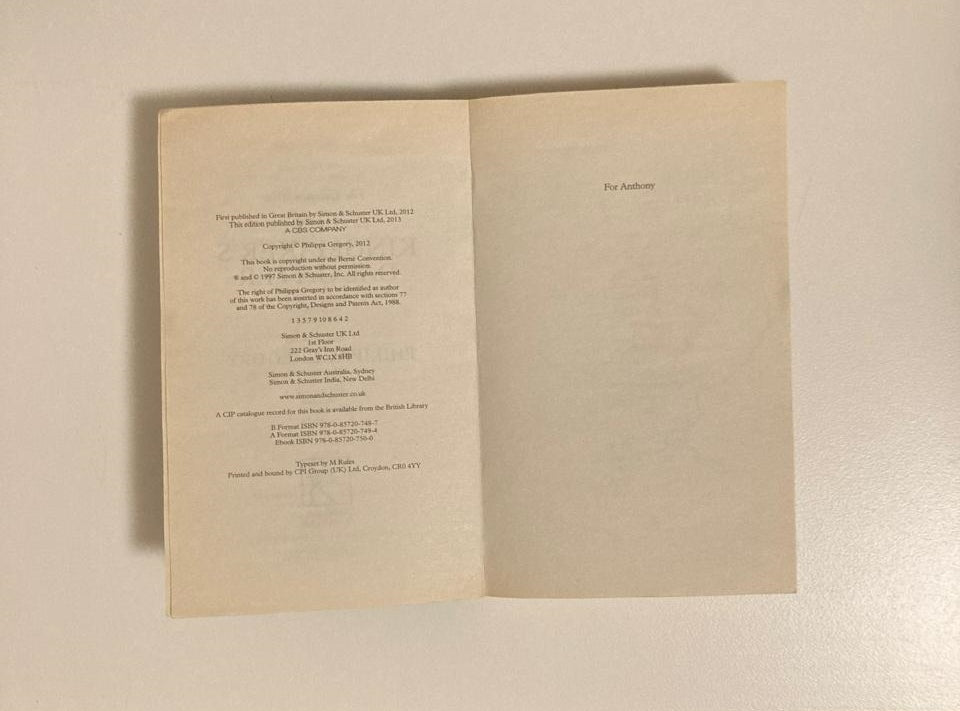 First published in Great Britain by Simon & Schuster UK Ltd, 2012
This edition published by Simon & Schuster UK Ltd, 2013
A CBS COMPANY
Copyright © Philippa Gregory, 2012
This book is copyright under the Berne Convention.
No reproduction without permission.
® and © 1997 Simon & Schuster, Inc. All rights reserved.
The right of Philippa Gregory to be identified as author
of this work has been asserted in accordance with sections 77
and 78 of the Copyright, Designs and Patents Act, 1988.
1 3 5 7 9 10 8 6 4 2
Simon & Schuster UK Ltd
1st Floor
222 Gray's Inn Road
London WC1X 8HB
Simon & Schuster Australia, Sydney
Simon & Schuster India, New Delhi
www.simonandschuster.co.uk
A CIP catalogue record for this book is available from the British Library
B Format ISBN 978-0-85720-748-7
A Format ISBN 978-0-85720-749-4
Ebook ISBN 978-0-85720-750-0
Typeset by M Rules
Printed and bound by CPI Group (UK) Ltd, Croydon, CR0 4YY
For Anthony